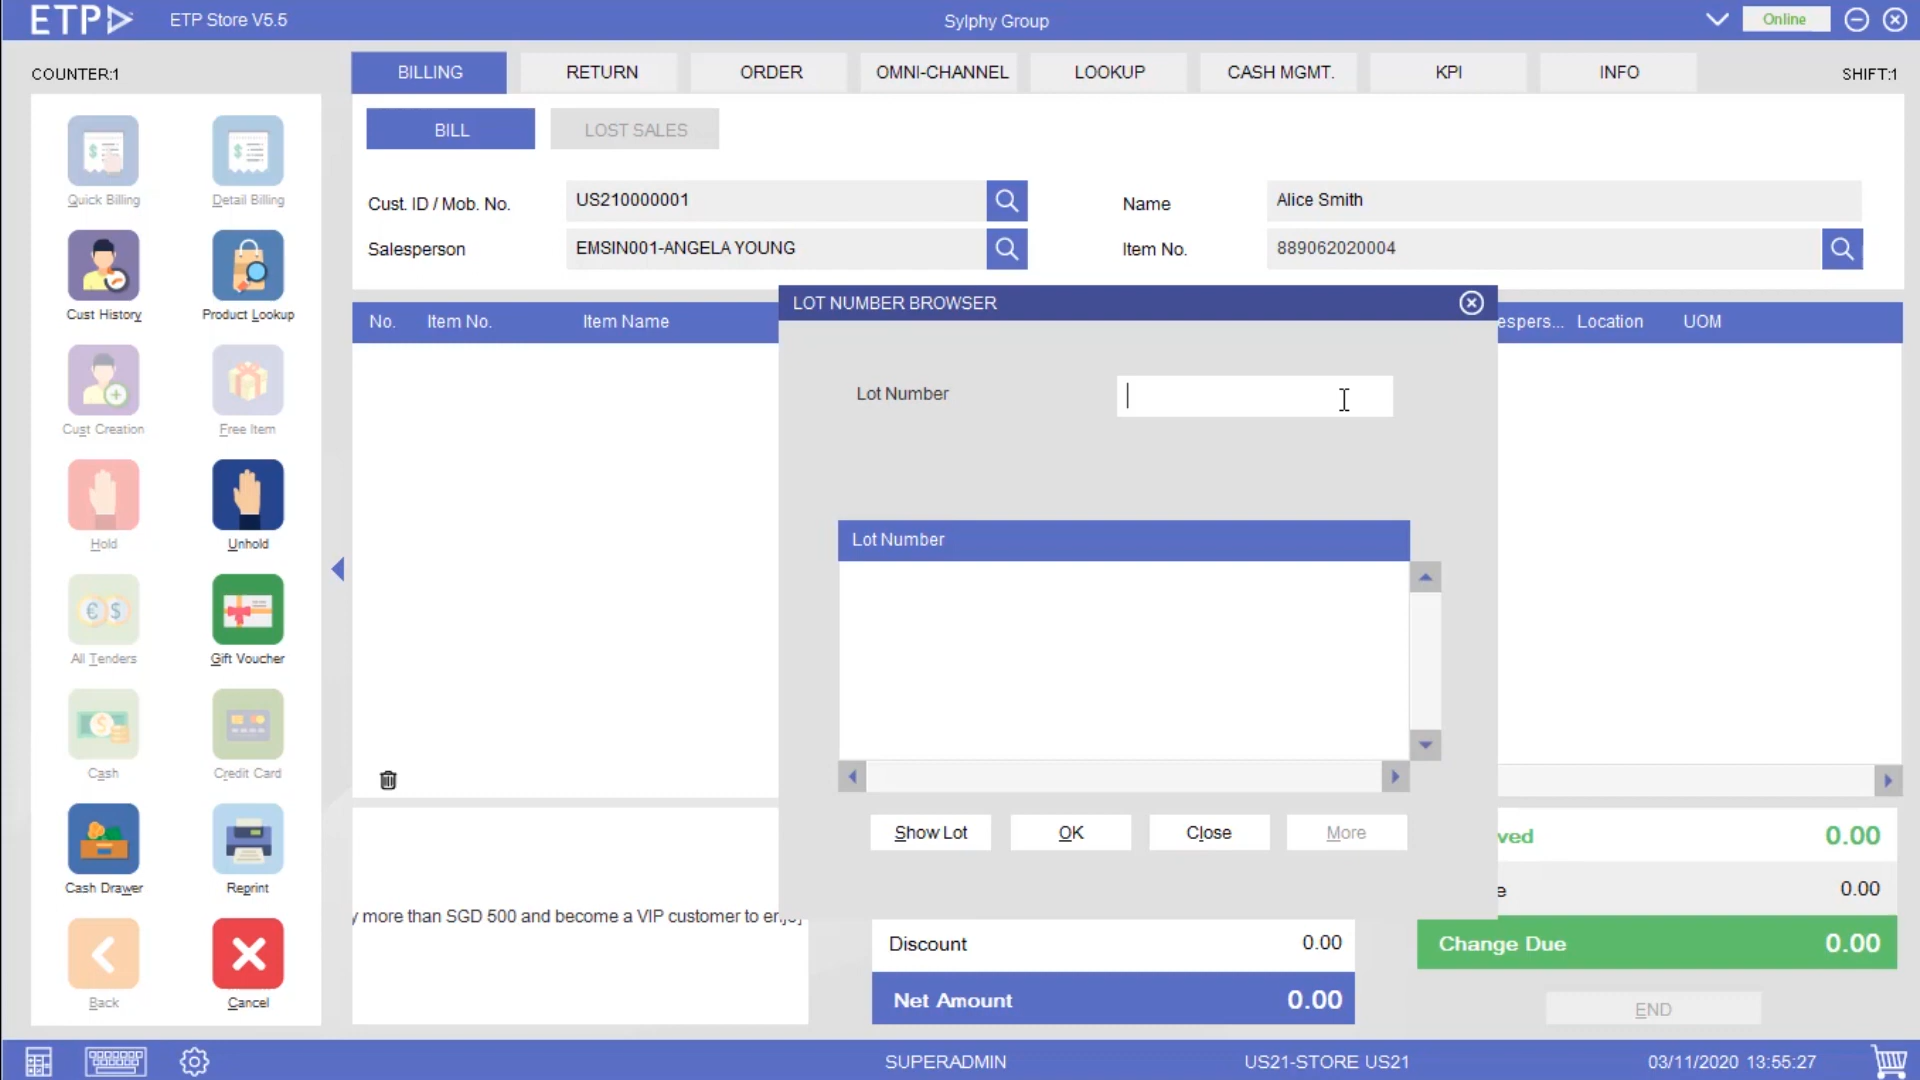 ETP ETP Store V5.5 Sylphy Group Online
COUNTER:1 BILLING RETURN ORDER OMNI-CHANNEL LOOKUP CASH MGMT. KPI INFO SHIFT:1
BILL LOST SALES
Quick Billing Detail Billing
Cust. ID / Mob. No. US210000001 Name Alice Smith
Salesperson EMSIN001-ANGELA YOUNG Item No. 889062020004
Cust History Product Lookup
LOT NUMBER BROWSER
No. Item No. Item Name espers... Location UOM
Lot Number
Cust Creation Free Item
Hold Unhold
Lot Number
All Tenders Gift Voucher
Cash Credit Card
Show Lot OK Close More
ved 0.00
Cash Drawer Reprint
e 0.00
y more than SGD 500 and become a VIP customer to enjoy
Discount 0.00
Change Due 0.00
Back Cancel
Net Amount 0.00
END
SUPERADMIN US21-STORE US21 03/11/2020 13:55:27